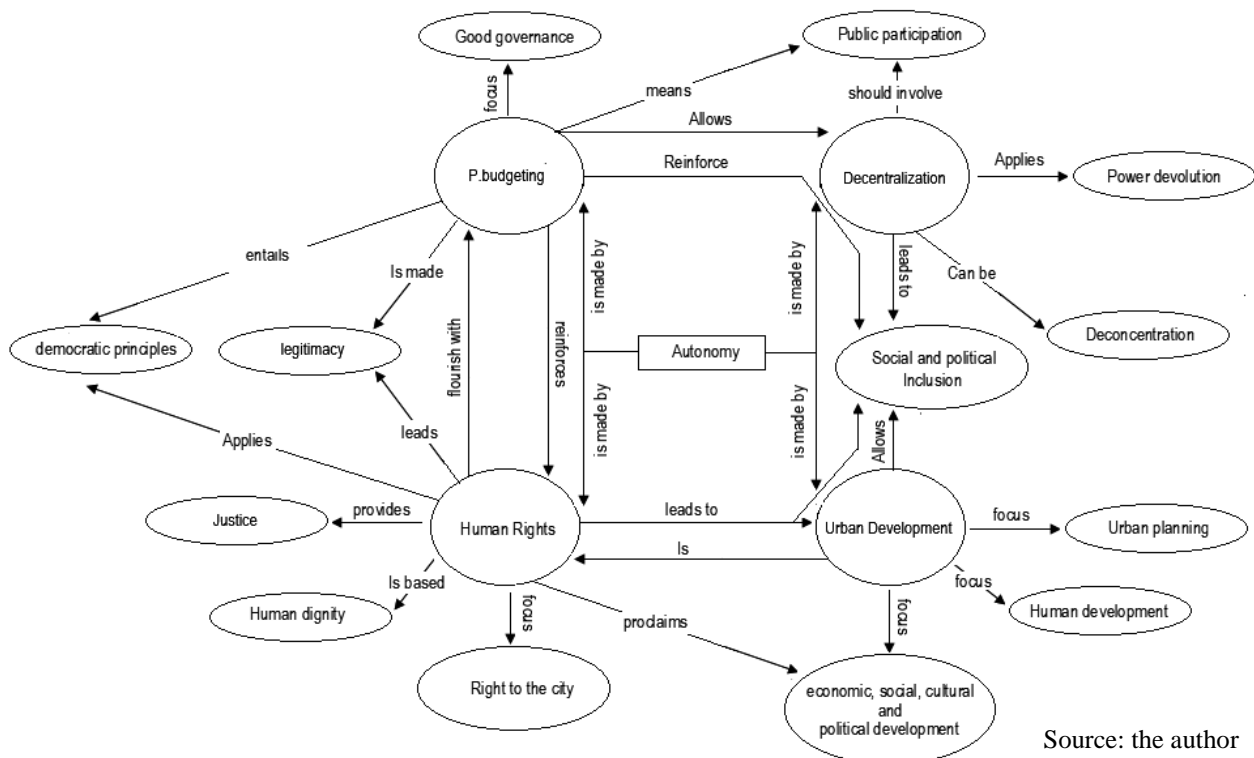 Good governance
Public participation
focus
means
should involve
Allows
P.budgeting
Reinforce
Decentralization
Applies
Power devolution
entails
Is made
is made by
is made by
leads to
Can be
democratic principles
legitimacy
flourish with
reinforces
Autonomy
Deconcentration
Social and political
Inclusion
Applies
leads
is made by
is made by
Allows
Justice
provides
Human Rights
leads to
Urban Development
focus
Urban planning
Is
Is based
focus
Human dignity
focus
proclaims
focus
Human development
Right to the city
economic, social, cultural
and
political development
Source: the author